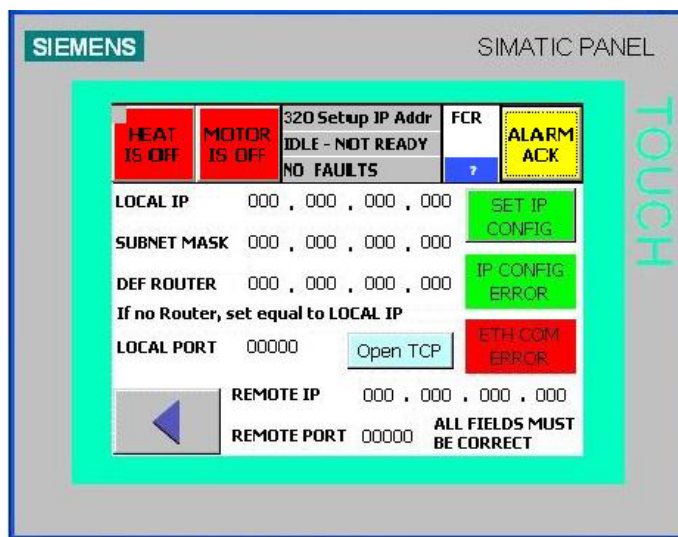 SIEMENS
SIMATIC PANEL
TOUCH
HEAT
IS OFF
MOTOR
IS OFF
320 Setup IP Addr
IDLE - NOT READY
NO FAULTS
FCR
?
ALARM
ACK
LOCAL IP 000 . 000 . 000 . 000
SET IP
CONFIG
SUBNET MASK 000 . 000 . 000 . 000
DEF ROUTER 000 . 000 . 000 . 000
IP CONFIG
ERROR
If no Router, set equal to LOCAL IP
LOCAL PORT 00000
Open TCP
ETH COM
ERROR
REMOTE IP 000 . 000 . 000 . 000
REMOTE PORT 00000
ALL FIELDS MUST
BE CORRECT